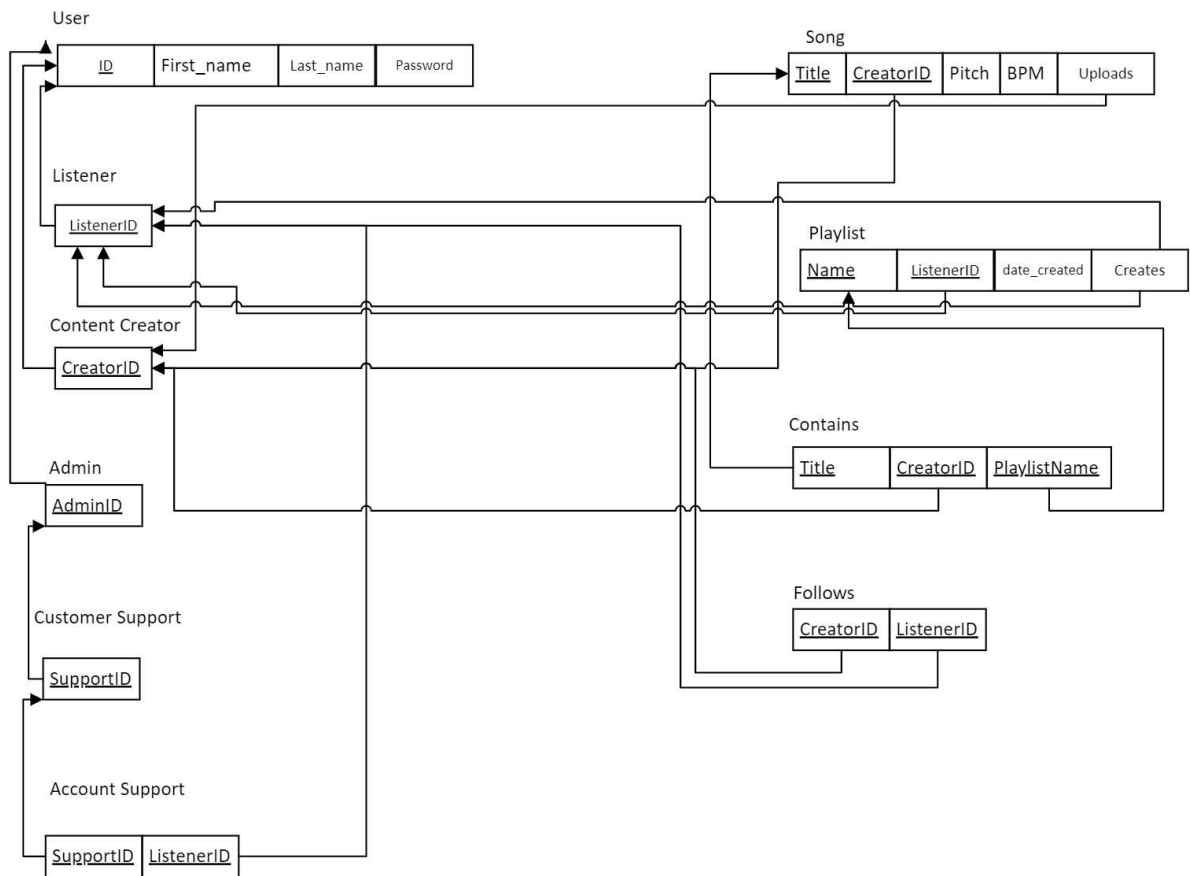 User
ID First_name Last_name Password
Song
Title CreatorID Pitch BPM Uploads
Listener
ListenerID
Playlist
Name ListenerID date_created Creates
Content Creator
CreatorID
Contains
Title CreatorID PlaylistName
Admin
AdminID
Follows
CreatorID ListenerID
Customer Support
SupportID
Account Support
SupportID ListenerID